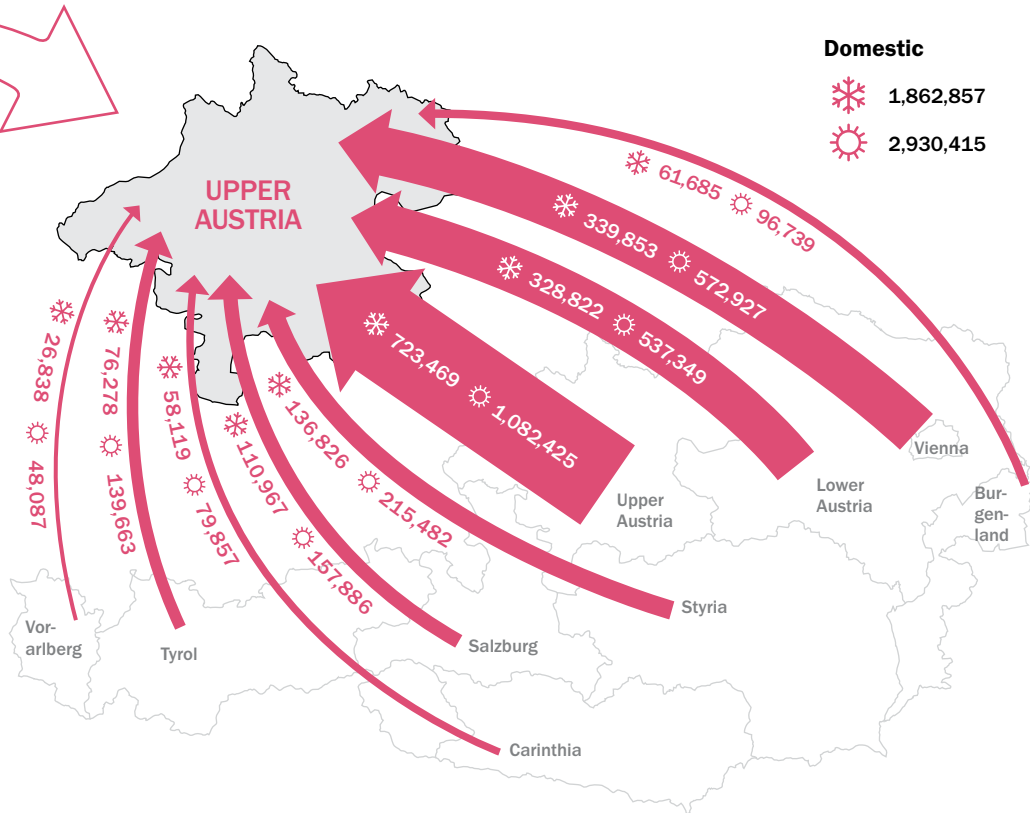 Domestic
1,862,857
2,930,415
UPPER
AUSTRIA
61,685 96,739
339,853 572,927
328,822 537,349
723,469 1,082,425
136,826 215,482
110,967 157,886
58,119 79,857
76,278 139,663
26,838 48,087
Vienna
Lower
Austria
Upper
Austria
Bur-
gen-
land
Styria
Salzburg
Vor-
arlberg
Tyrol
Carinthia